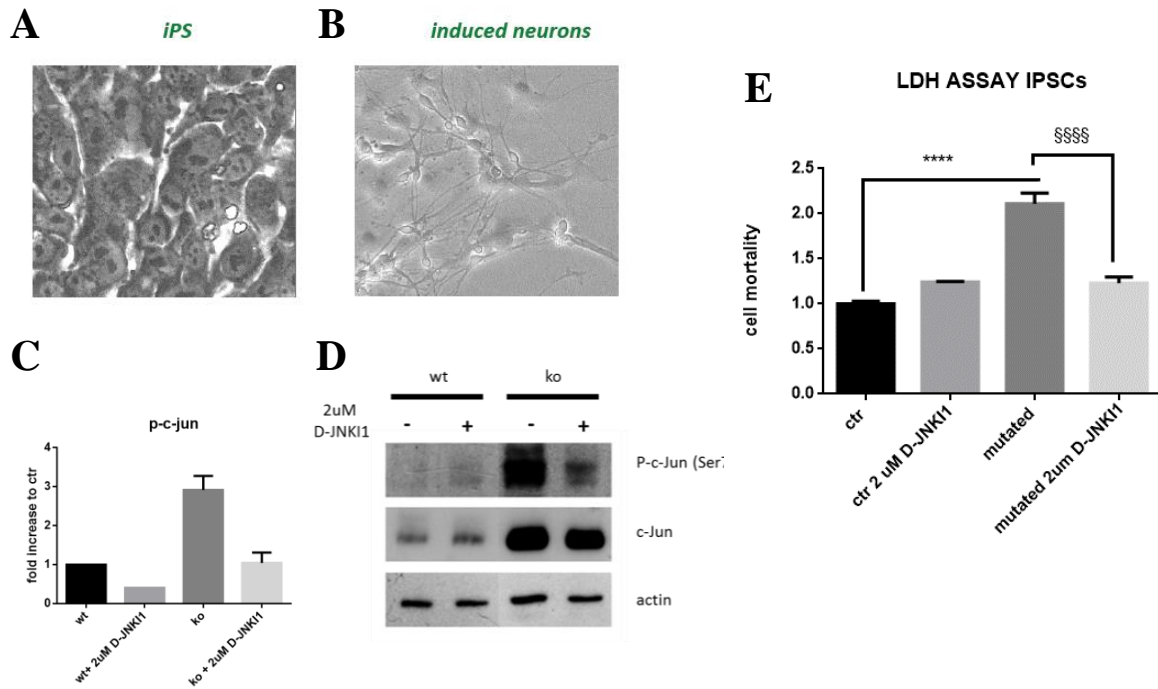 A
iPS
B
induced neurons
C
p-c-jun
fold increase to ctr
4
3
2
1
0
wt
wt+ 2uM D-JNKI1
ko
ko + 2uM D-JNKI1
D
wt
ko
2uM
D-JNKI1
-
+
-
+
P-c-Jun (Ser
c-Jun
actin
E
LDH ASSAY IPSCs
****
§§§§
cell mortality
2.5
2.0
1.5
1.0
0.5
0.0
ctr
ctr 2 uM D-JNKI1
mutated
mutated 2um D-JNKI1